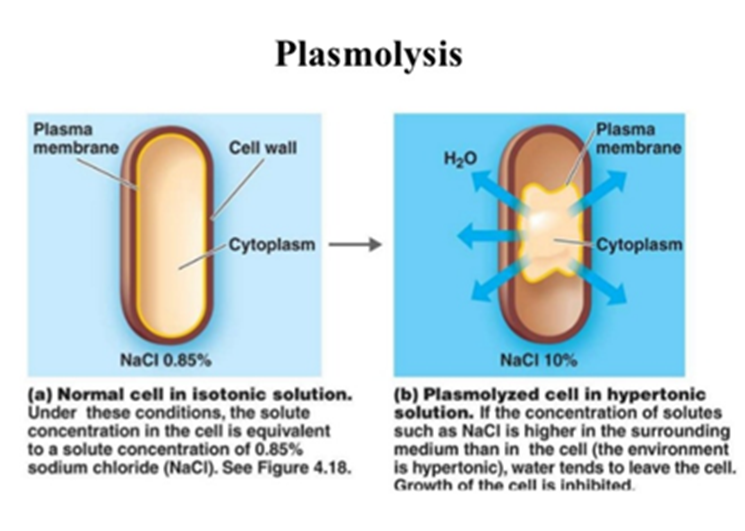 Plasmolysis
Plasma
membrane
Cell wall
Cytoplasm
NaCl 0.85%
H₂O
Plasma
membrane
Cytoplasm
NaCl 10%
(a) Normal cell in isotonic solution.
Under these conditions, the solute
concentration in the cell is equivalent
to a solute concentration of 0.85%
sodium chloride (NaCl). See Figure 4.18.
(b) Plasmolyzed cell in hypertonic
solution. If the concentration of solutes
such as NaCl is higher in the surrounding
medium than in the cell (the environment
is hypertonic), water tends to leave the cell.
Growth of the cell is inhibited.